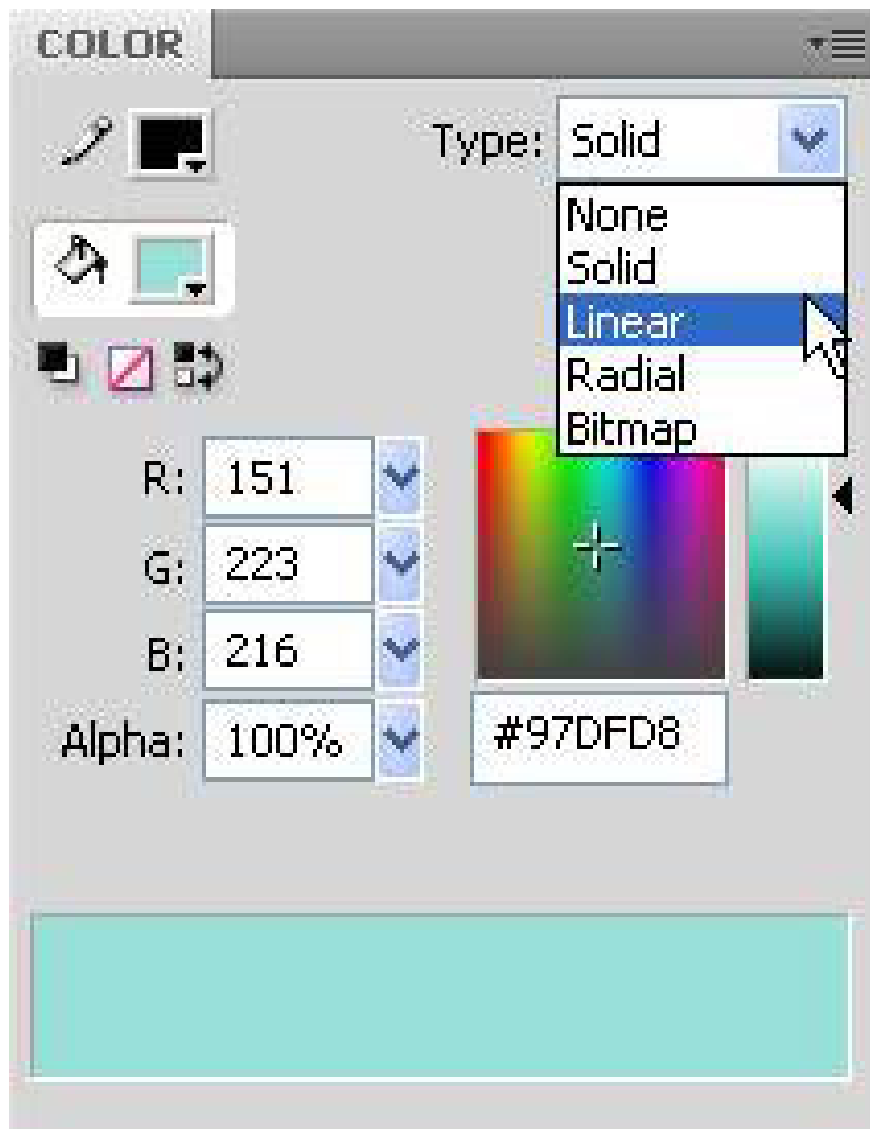 COLOR
Type: Solid
None
Solid
Linear
Radial
Bitmap
R: 151
G: 223
B: 216
Alpha: 100%
#97DFD8